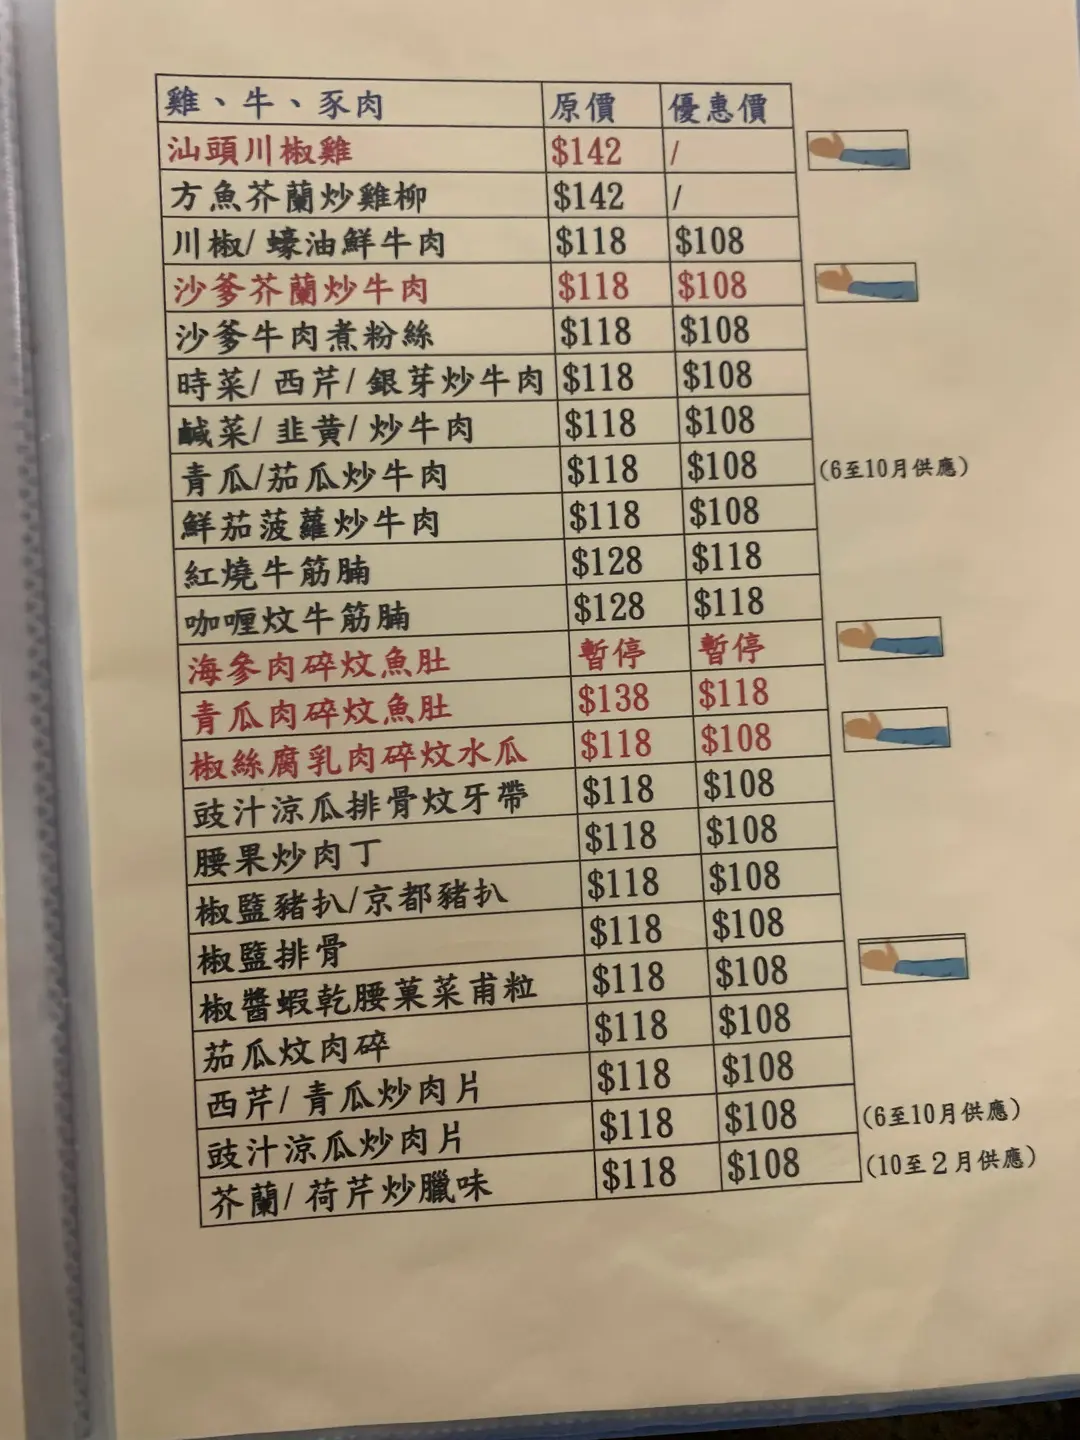 雞、牛、豕肉 原價 優惠價
汕頭川椒雞 $142 /
方魚芥蘭炒雞柳 $142 /
川椒/ 蠔油鮮牛肉 $118 $108
沙爹芥蘭炒牛肉 $118 $108
沙爹牛肉煮粉絲 $118 $108
時菜/ 西芹/ 銀芽炒牛肉 $118 $108
鹹菜/ 韭黄/ 炒牛肉 $118 $108
青瓜/茄瓜炒牛肉 $118 $108 (6至10月供應)
鮮茄菠蘿炒牛肉 $118 $108
紅燒牛筋腩 $128 $118
咖喱炆牛筋腩 $128 $118
海參肉碎炆魚肚 暫停 暫停
青瓜肉碎炆魚肚 $138 $118
椒絲腐乳肉碎炆水瓜 $118 $108
豉汁涼瓜排骨炆牙帶 $118 $108
腰果炒肉丁 $118 $108
椒盬豬扒/京都豬扒 $118 $108
椒盬排骨 $118 $108
椒醬蝦乾腰菓菜甫粒 $118 $108
茄瓜炆肉碎 $118 $108
西芹/ 青瓜炒肉片 $118 $108
豉汁涼瓜炒肉片 $118 $108 (6至10月供應)
芥蘭/ 荷芹炒臘味 $118 $108 (10至２月供應)